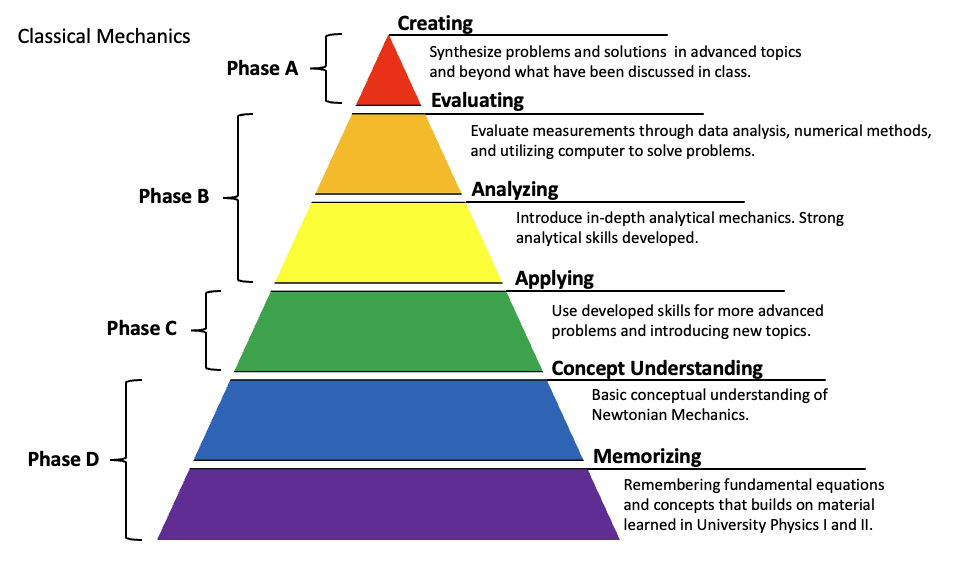 Classical Mechanics
Creating
Phase A
Synthesize problems and solutions in advanced topics
and beyond what have been discussed in class.
Evaluating
Phase B
Evaluate measurements through data analysis, numerical methods,
and utilizing computer to solve problems.
Analyzing
Introduce in-depth analytical mechanics. Strong
analytical skills developed.
Applying
Phase C
Use developed skills for more advanced
problems and introducing new topics.
Concept Understanding
Phase D
Basic conceptual understanding of
Newtonian Mechanics.
Memorizing
Remembering fundamental equations
and concepts that builds on material
learned in University Physics I and II.